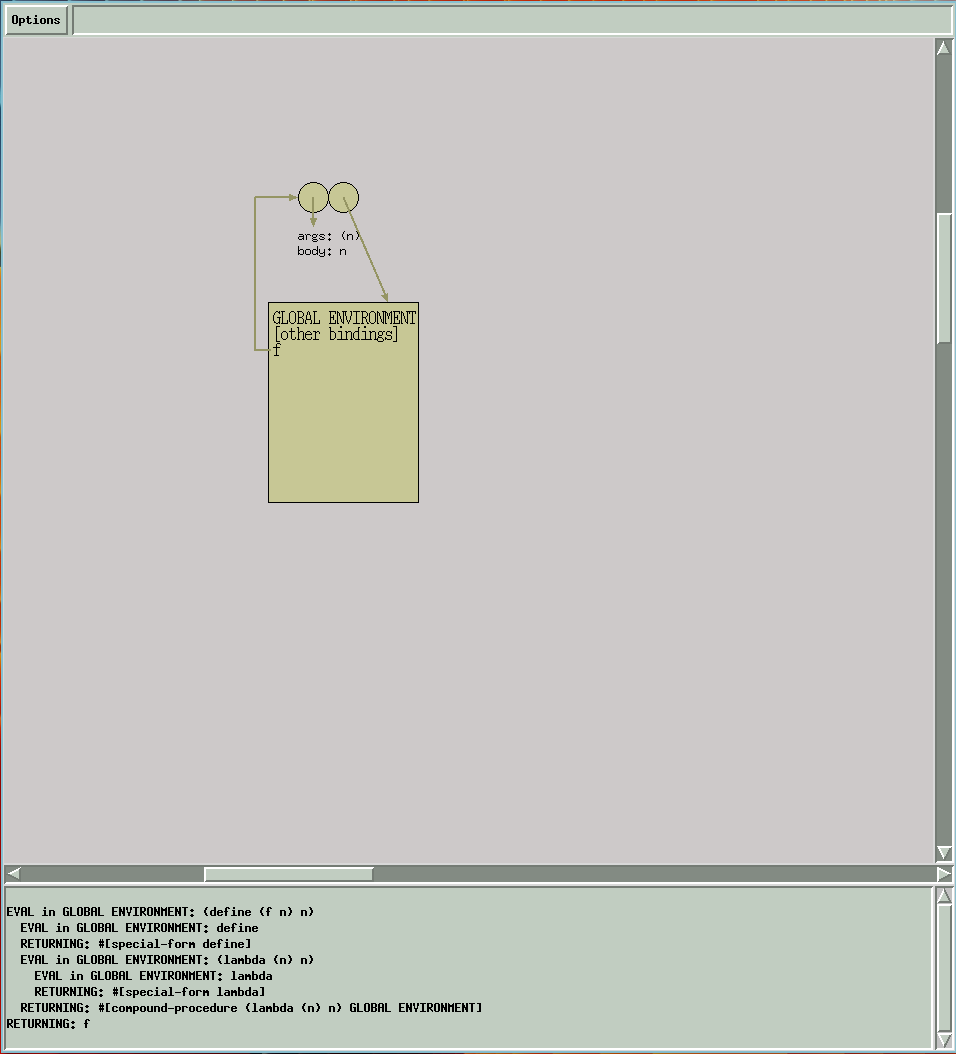 Options
args: (n)
body: n
GLOBAL ENVIRONMENT
[other bindings]
f
EVAL in GLOBAL ENVIRONMENT: (define (f n) n)
EVAL in GLOBAL ENVIRONMENT: define
RETURNING: #[special-form define]
EVAL in GLOBAL ENVIRONMENT: (lambda (n) n)
EVAL in GLOBAL ENVIRONMENT: lambda
RETURNING: #[special-form lambda]
RETURNING: #[compound-procedure (lambda (n) n) GLOBAL ENVIRONMENT]
RETURNING: f